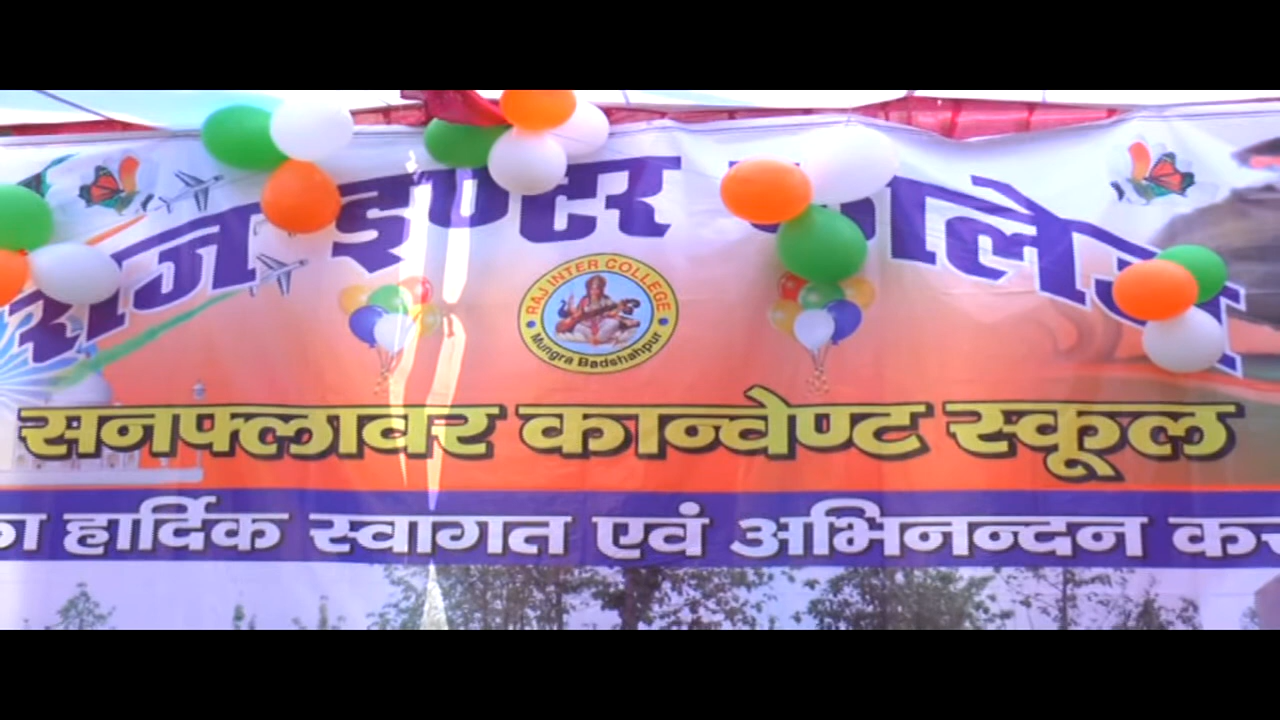 राज इण्टर कालेज
RAJ INTER COLLEGE
Mungra Badshahpur
सनफ्लावर कान्वेण्ट स्कूल
हार्दिक स्वागत एवं अभिनन्दन